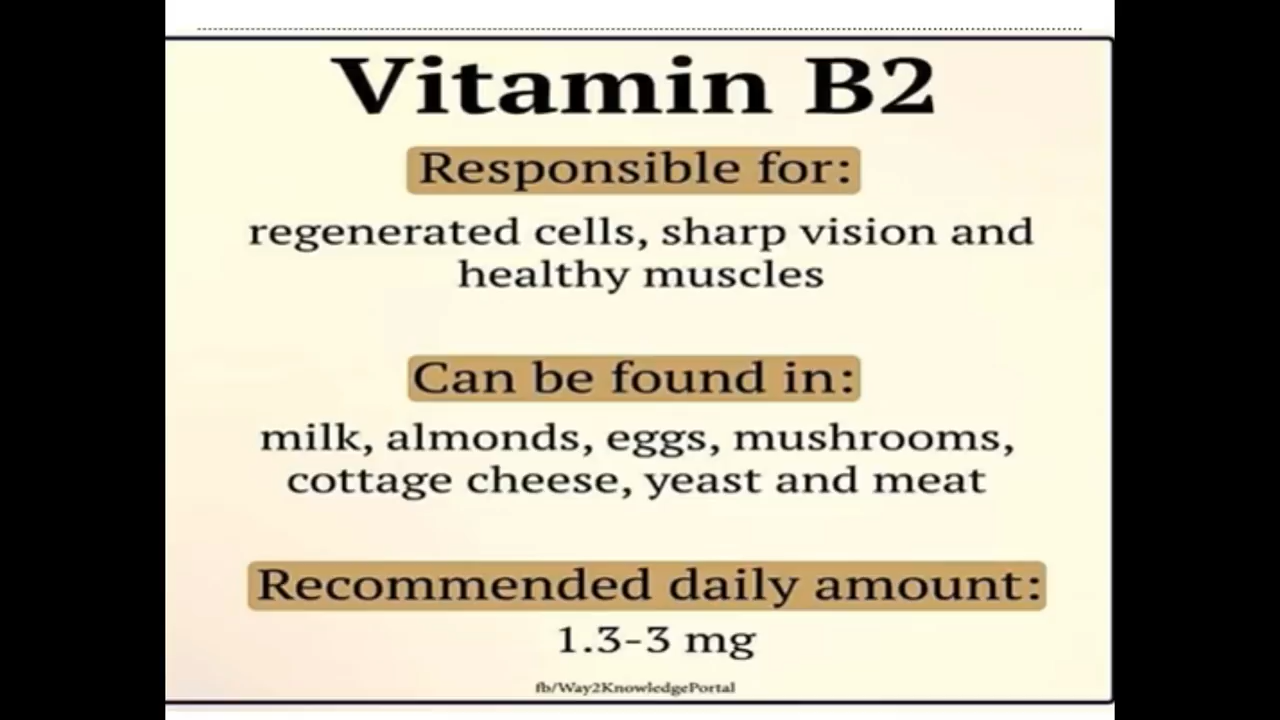 Vitamin B2
Responsible for:
regenerated cells, sharp vision and
healthy muscles
Can be found in:
milk, almonds, eggs, mushrooms,
cottage cheese, yeast and meat
Recommended daily amount:
1.3-3 mg
fb/Way2KnowledgePortal